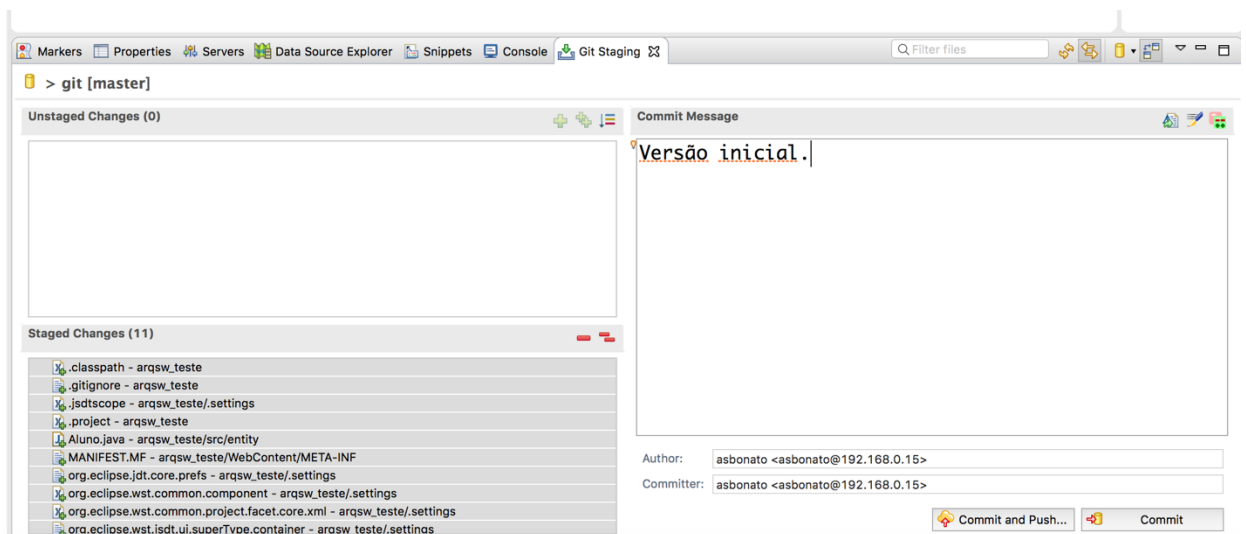 Markers Properties Servers Data Source Explorer Snippets Console Git Staging Filter files
> git [master]
Unstaged Changes (0)
Staged Changes (11)
.classpath - arqsw_teste
.gitignore - arqsw_teste
.jsdtscope - arqsw_teste/.settings
.project - arqsw_teste
Aluno.java - arqsw_teste/src/entity
MANIFEST.MF - arqsw_teste/WebContent/META-INF
org.eclipse.jdt.core.prefs - arqsw_teste/.settings
org.eclipse.wst.common.component - arqsw_teste/.settings
org.eclipse.wst.common.project.facet.core.xml - arqsw_teste/.settings
org.eclipse.wst.jsdt.ui.superType.container - arqsw_teste/.settings
Commit Message
Versão inicial.
Author: asbonato <asbonato@192.168.0.15>
Committer: asbonato <asbonato@192.168.0.15>
Commit and Push... Commit